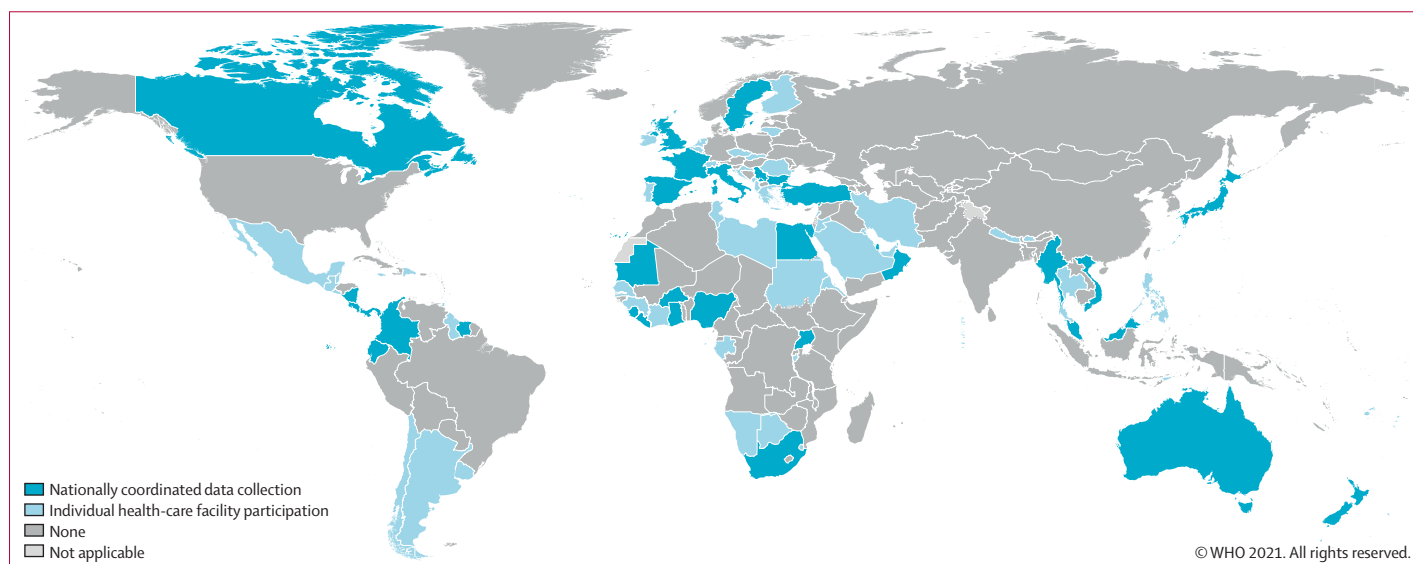 Nationally coordinated data collection
Individual health-care facility participation
None
Not applicable
© WHO 2021. All rights reserved.